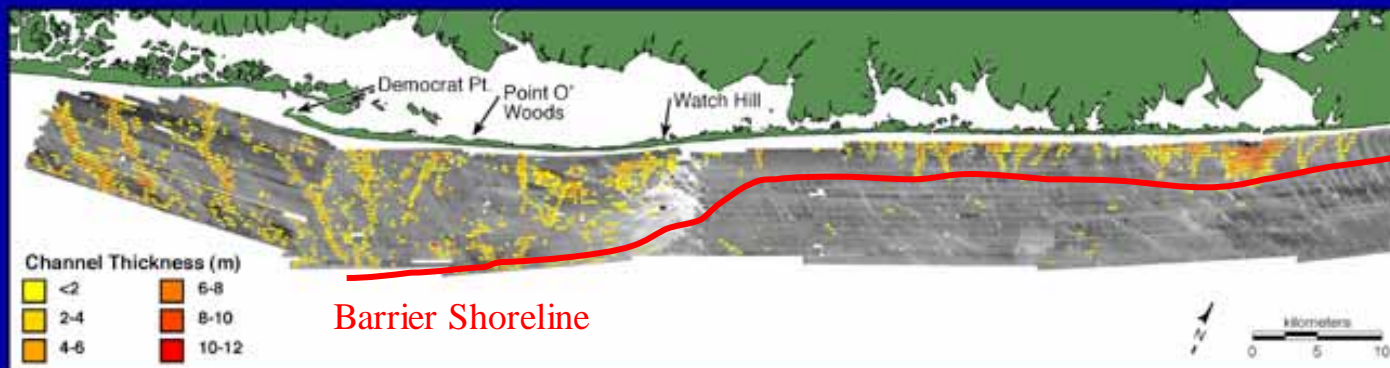 Democrat Pt.
Point O'
Woods
Watch Hill
Channel Thickness (m)
<2
2-4
4-6
6-8
8-10
10-12
Barrier Shoreline
N
kilometers
0 5 10